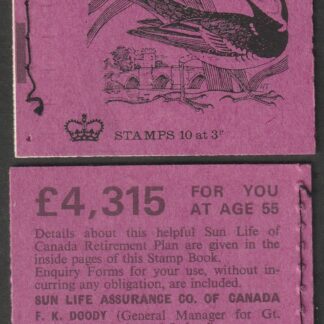 STAMPS 10 at 3ᴰ
£4,315 FOR YOU
AT AGE 55
Details about this helpful Sun Life of
Canada Retirement Plan are given in the
inside pages of this Stamp Book.
Enquiry Forms for your use, without in-
curring any obligation, are included.
SUN LIFE ASSURANCE CO. OF CANADA
F. K. DOODY (General Manager for Gt.